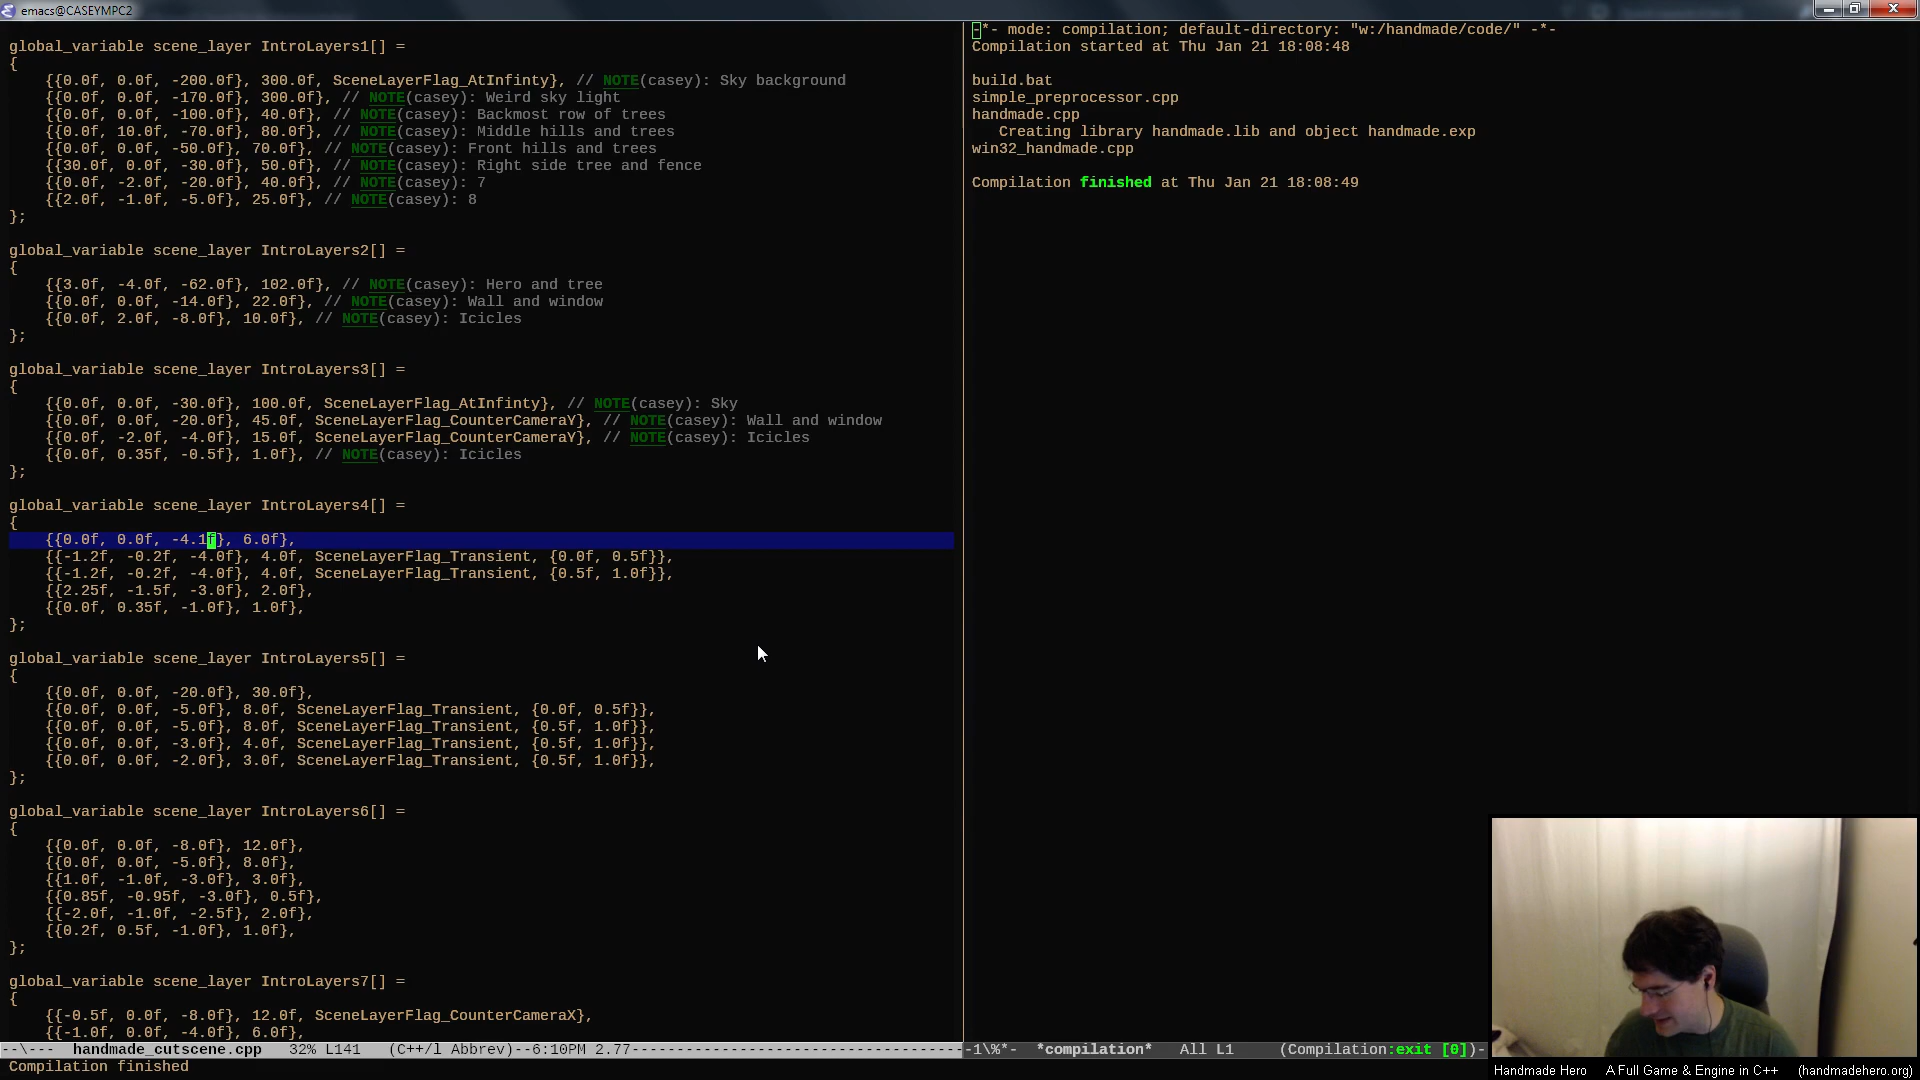 emacs@CASEYMPC2
global_variable scene_layer IntroLayers1[] =
{
    {{0.0f, 0.0f, -200.0f}, 300.0f, SceneLayerFlag_AtInfinty}, // NOTE(casey): Sky background
    {{0.0f, 0.0f, -170.0f}, 300.0f}, // NOTE(casey): Weird sky light
    {{0.0f, 0.0f, -100.0f}, 40.0f}, // NOTE(casey): Backmost row of trees
    {{0.0f, 10.0f, -70.0f}, 80.0f}, // NOTE(casey): Middle hills and trees
    {{0.0f, 0.0f, -50.0f}, 70.0f}, // NOTE(casey): Front hills and trees
    {{30.0f, 0.0f, -30.0f}, 50.0f}, // NOTE(casey): Right side tree and fence
    {{0.0f, -2.0f, -20.0f}, 40.0f}, // NOTE(casey): 7
    {{2.0f, -1.0f, -5.0f}, 25.0f}, // NOTE(casey): 8
};
global_variable scene_layer IntroLayers2[] =
{
    {{3.0f, -4.0f, -62.0f}, 102.0f}, // NOTE(casey): Hero and tree
    {{0.0f, 0.0f, -14.0f}, 22.0f}, // NOTE(casey): Wall and window
    {{0.0f, 2.0f, -8.0f}, 10.0f}, // NOTE(casey): Icicles
};
global_variable scene_layer IntroLayers3[] =
{
    {{0.0f, 0.0f, -30.0f}, 100.0f, SceneLayerFlag_AtInfinty}, // NOTE(casey): Sky
    {{0.0f, 0.0f, -20.0f}, 45.0f, SceneLayerFlag_CounterCameraY}, // NOTE(casey): Wall and window
    {{0.0f, -2.0f, -4.0f}, 15.0f, SceneLayerFlag_CounterCameraY}, // NOTE(casey): Icicles
    {{0.0f, 0.35f, -0.5f}, 1.0f}, // NOTE(casey): Icicles
};
global_variable scene_layer IntroLayers4[] =
{
    {{0.0f, 0.0f, -4.1f}, 6.0f},
    {{-1.2f, -0.2f, -4.0f}, 4.0f, SceneLayerFlag_Transient, {0.0f, 0.5f}},
    {{-1.2f, -0.2f, -4.0f}, 4.0f, SceneLayerFlag_Transient, {0.5f, 1.0f}},
    {{2.25f, -1.5f, -3.0f}, 2.0f},
    {{0.0f, 0.35f, -1.0f}, 1.0f},
};
global_variable scene_layer IntroLayers5[] =
{
    {{0.0f, 0.0f, -20.0f}, 30.0f},
    {{0.0f, 0.0f, -5.0f}, 8.0f, SceneLayerFlag_Transient, {0.0f, 0.5f}},
    {{0.0f, 0.0f, -5.0f}, 8.0f, SceneLayerFlag_Transient, {0.5f, 1.0f}},
    {{0.0f, 0.0f, -3.0f}, 4.0f, SceneLayerFlag_Transient, {0.5f, 1.0f}},
    {{0.0f, 0.0f, -2.0f}, 3.0f, SceneLayerFlag_Transient, {0.5f, 1.0f}},
};
global_variable scene_layer IntroLayers6[] =
{
    {{0.0f, 0.0f, -8.0f}, 12.0f},
    {{0.0f, 0.0f, -5.0f}, 8.0f},
    {{1.0f, -1.0f, -3.0f}, 3.0f},
    {{0.85f, -0.95f, -3.0f}, 0.5f},
    {{-2.0f, -1.0f, -2.5f}, 2.0f},
    {{0.2f, 0.5f, -1.0f}, 1.0f},
};
global_variable scene_layer IntroLayers7[] =
{
    {{-0.5f, 0.0f, -8.0f}, 12.0f, SceneLayerFlag_CounterCameraX},
    {{-1.0f, 0.0f, -4.0f}, 6.0f},
--\---  handmade_cutscene.cpp   32% L141   (C++/l Abbrev)--6:10PM 2.77-------------------------------------
Compilation finished
-*- mode: compilation; default-directory: "w:/handmade/code/" -*-
Compilation started at Thu Jan 21 18:08:48
build.bat
simple_preprocessor.cpp
handmade.cpp
   Creating library handmade.lib and object handmade.exp
win32_handmade.cpp
Compilation finished at Thu Jan 21 18:08:49
-1\%*-  *compilation*   All L1     (Compilation:exit [0])-
Handmade Hero   A Full Game & Engine in C++   (handmadehero.org)